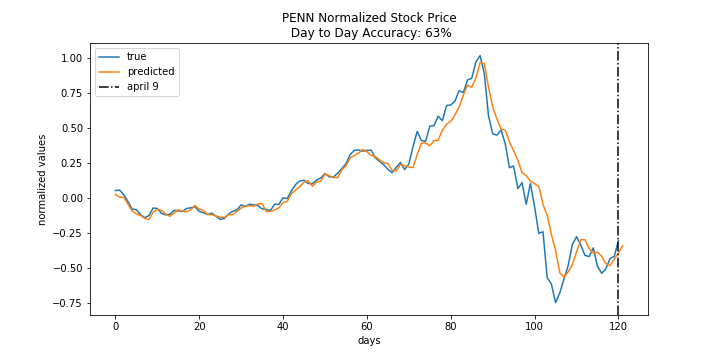 PENN Normalized Stock Price
Day to Day Accuracy: 63%
true
predicted
april 9
1.00
0.75
0.50
0.25
0.00
−0.25
−0.50
−0.75
normalized values
0 20 40 60 80 100 120
days